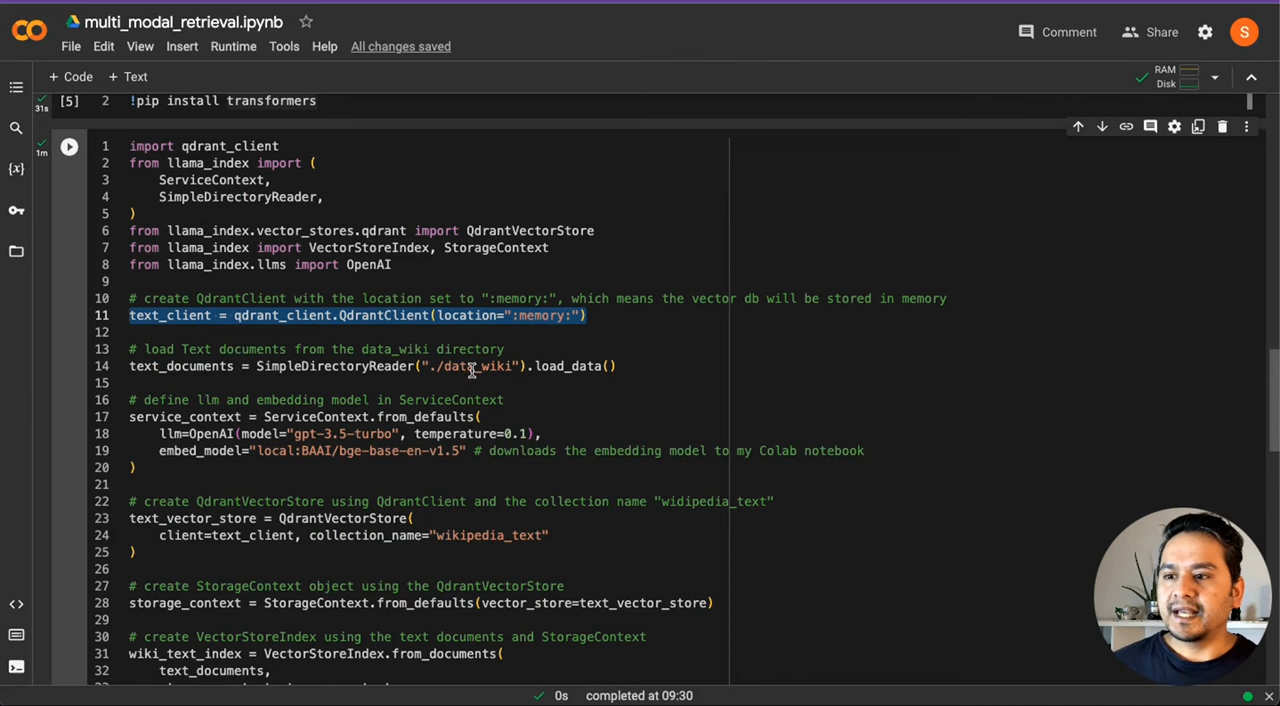 multi_modal_retrieval.ipynb
File Edit View Insert Runtime Tools Help All changes saved
Comment Share S
+ Code + Text
RAM
Disk
31s [5] 2 !pip install transformers
1m
1 import qdrant_client
2 from llama_index import (
3 ServiceContext,
4 SimpleDirectoryReader,
5 )
6 from llama_index.vector_stores.qdrant import QdrantVectorStore
7 from llama_index import VectorStoreIndex, StorageContext
8 from llama_index.llms import OpenAI
9
10 # create QdrantClient with the location set to ":memory:", which means the vector db will be stored in memory
11 text_client = qdrant_client.QdrantClient(location=":memory:")
12
13 # load Text documents from the data_wiki directory
14 text_documents = SimpleDirectoryReader("./data_wiki").load_data()
15
16 # define llm and embedding model in ServiceContext
17 service_context = ServiceContext.from_defaults(
18 llm=OpenAI(model="gpt-3.5-turbo", temperature=0.1),
19 embed_model="local:BAAI/bge-base-en-v1.5" # downloads the embedding model to my Colab notebook
20 )
21
22 # create QdrantVectorStore using QdrantClient and the collection name "widipedia_text"
23 text_vector_store = QdrantVectorStore(
24 client=text_client, collection_name="wikipedia_text"
25 )
26
27 # create StorageContext object using the QdrantVectorStore
28 storage_context = StorageContext.from_defaults(vector_store=text_vector_store)
29
30 # create VectorStoreIndex using the text documents and StorageContext
31 wiki_text_index = VectorStoreIndex.from_documents(
32 text_documents,
0s completed at 09:30